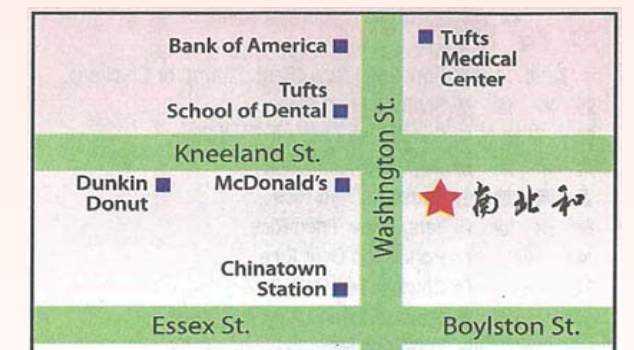 Bank of America
Tufts
School of Dental
Tufts
Medical
Center
Washington St.
Kneeland St.
Dunkin
Donut
McDonald's
南北和
Chinatown
Station
Essex St.
Boylston St.